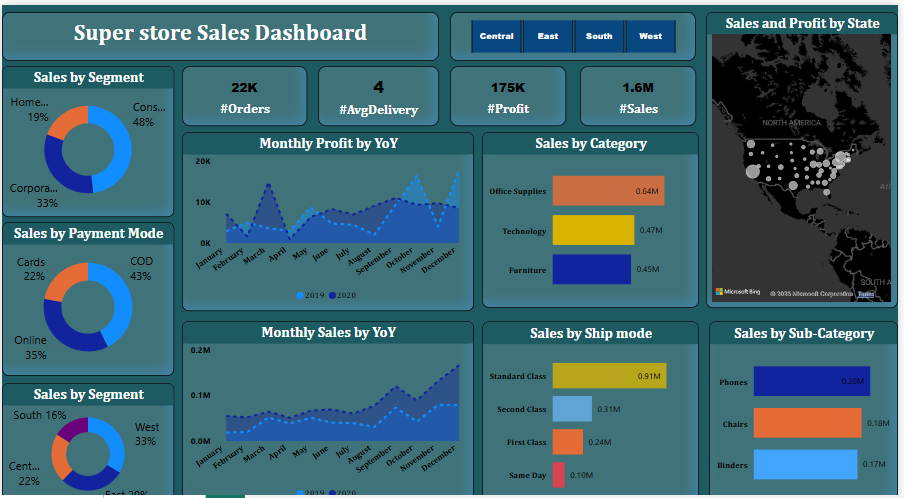 Super store Sales Dashboard
Central
East
South
West
Sales and Profit by State
Sales by Segment
Home...
19%
Cons...
48%
Corpora...
33%
22K
#Orders
4
#AvgDelivery
175K
#Profit
1.6M
#Sales
Monthly Profit by YoY
20K
10K
0K
January
February
March
April
May
June
July
August
September
October
November
December
2019
2020
Sales by Category
Office Supplies
0.64M
Technology
0.47M
Furniture
0.45M
NORTH AMERICA
SOUTH A
Microsoft Bing
© 2025 Microsoft Corporation
Terms
Sales by Payment Mode
Cards
22%
COD
43%
Online
35%
Monthly Sales by YoY
0.2M
0.1M
0.0M
January
February
March
April
May
June
July
August
September
October
November
December
2019
2020
Sales by Ship mode
Standard Class
0.91M
Second Class
0.31M
First Class
0.24M
Same Day
0.10M
Sales by Sub-Category
Phones
0.20M
Chairs
0.18M
Binders
0.17M
Sales by Segment
South 16%
West
33%
Cent...
22%